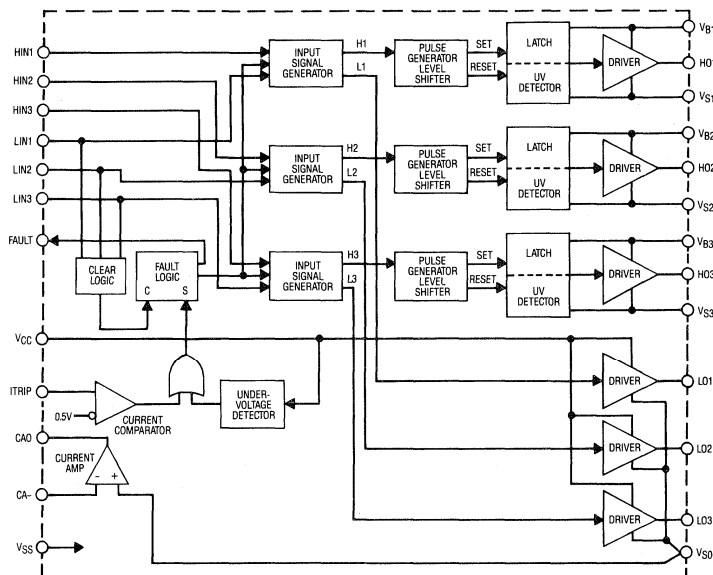 HIN1
HIN2
HIN3
LIN1
LIN2
LIN3
FAULT
VCC
ITRIP
0.5V
CAO
CA-
VSS
INPUT
SIGNAL
GENERATOR
H1
L1
PULSE
GENERATOR
LEVEL
SHIFTER
SET
RESET
LATCH
UV
DETECTOR
DRIVER
VB1
HO1
VS1
INPUT
SIGNAL
GENERATOR
H2
L2
PULSE
GENERATOR
LEVEL
SHIFTER
SET
RESET
LATCH
UV
DETECTOR
DRIVER
VB2
HO2
VS2
CLEAR
LOGIC
FAULT
LOGIC
C S
INPUT
SIGNAL
GENERATOR
H3
L3
PULSE
GENERATOR
LEVEL
SHIFTER
SET
RESET
LATCH
UV
DETECTOR
DRIVER
VB3
HO3
VS3
CURRENT
COMPARATOR
UNDER-
VOLTAGE
DETECTOR
CURRENT
AMP
- +
DRIVER
LO1
DRIVER
LO2
DRIVER
LO3
VS0